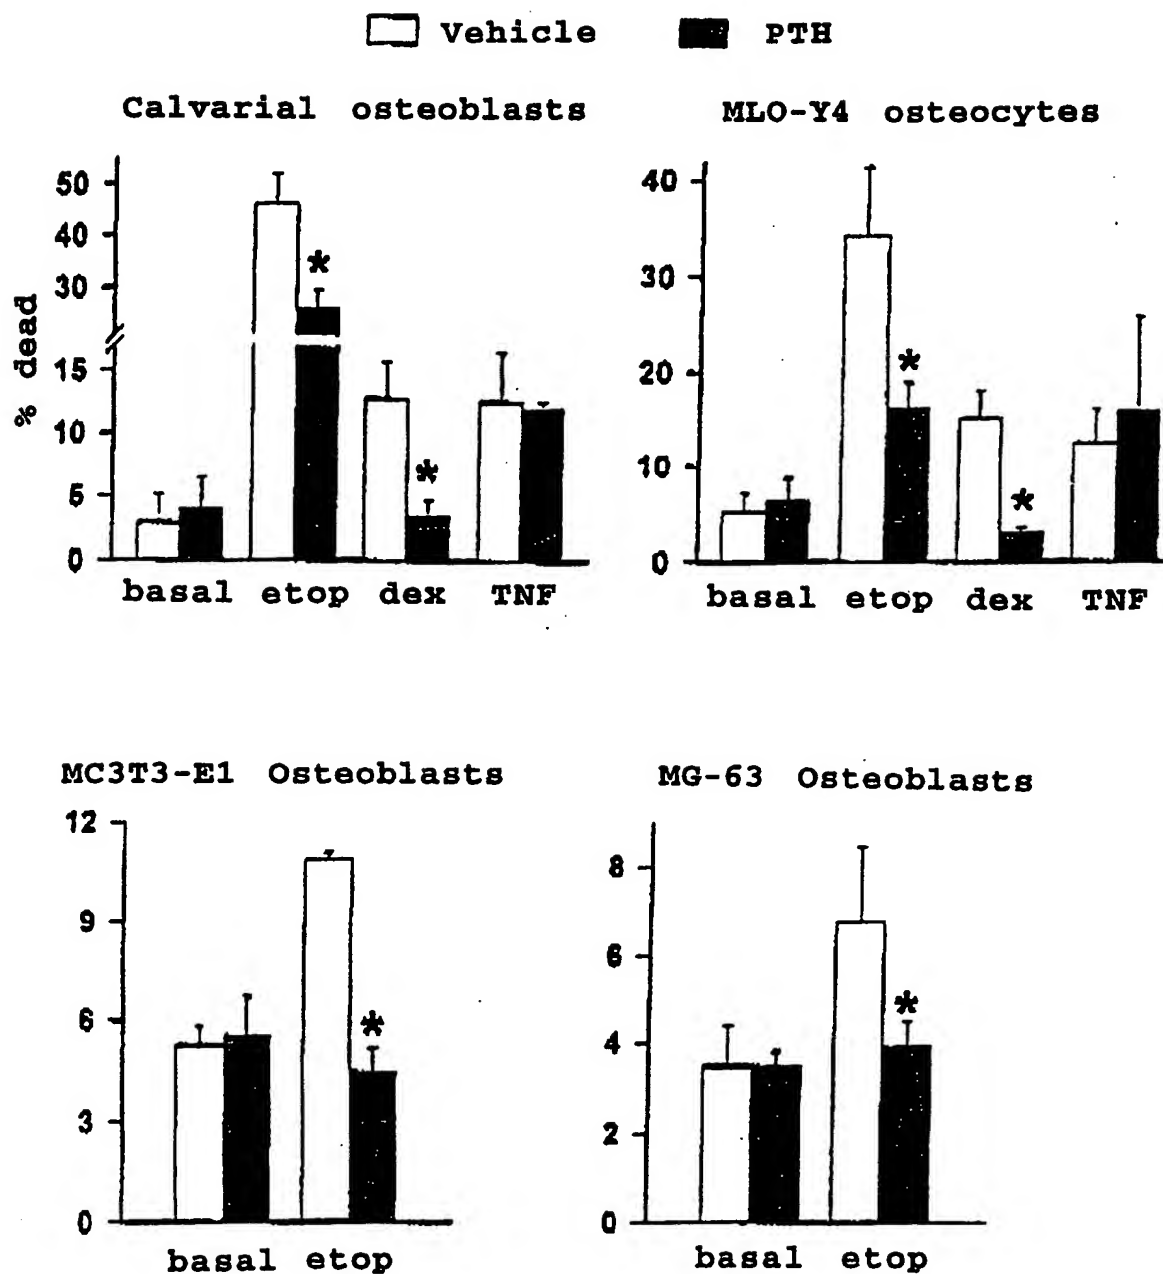 Vehicle PTH
Calvarial osteoblasts
MLO-Y4 osteocytes
% dead
50
40
30
15
10
5
0
*
*
basal etop dex TNF
40
30
20
10
0
*
*
basal etop dex TNF
MC3T3-E1 Osteoblasts
MG-63 Osteoblasts
12
9
6
3
0
*
basal etop
8
6
4
2
0
*
basal etop